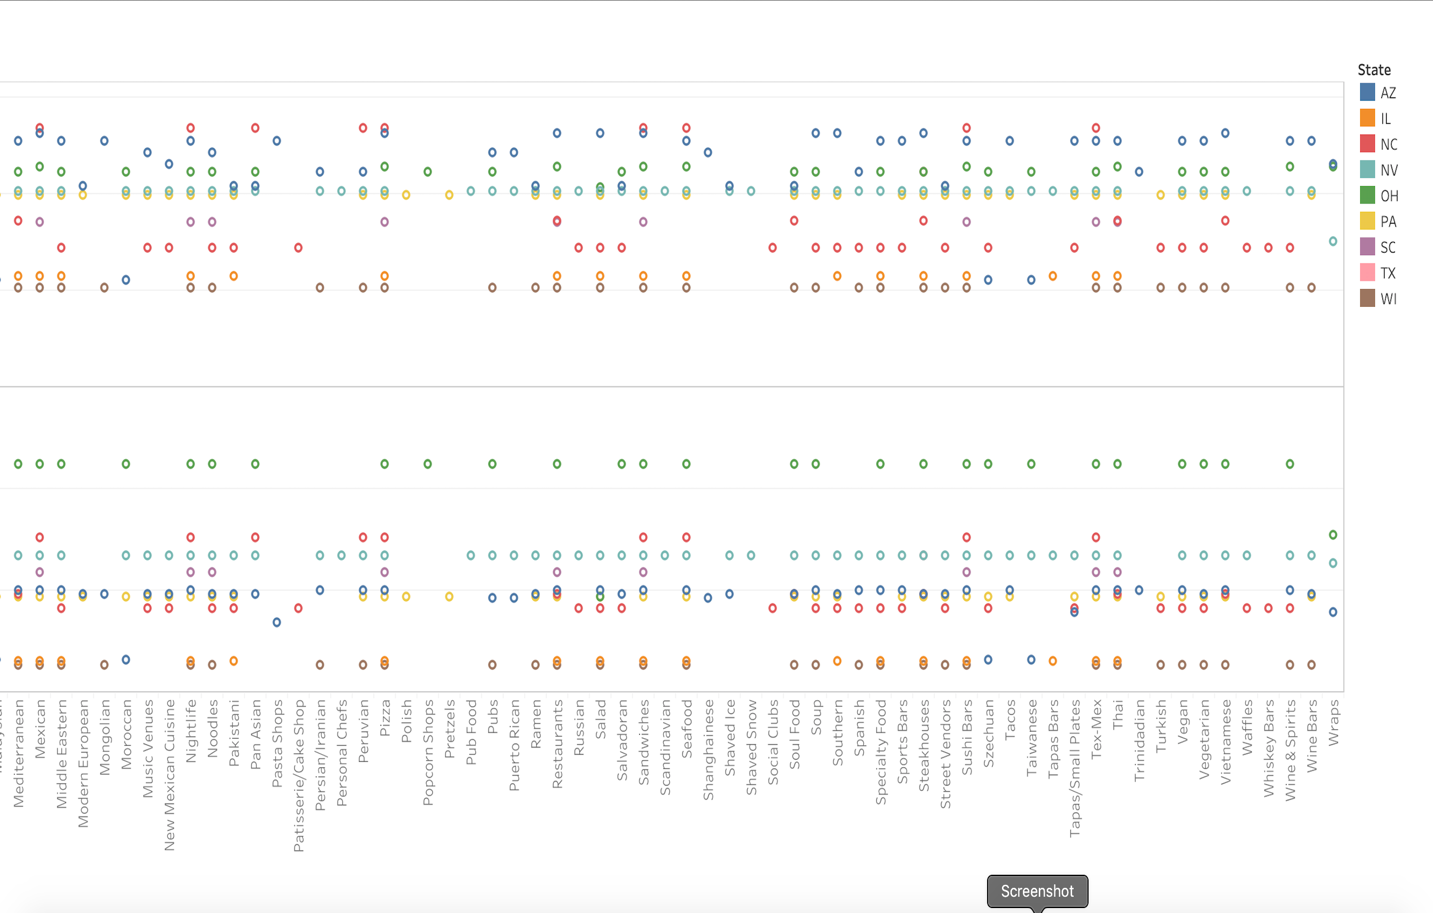 State
AZ
IL
NC
NV
OH
PA
SC
TX
WI
Mediterranean
Mexican
Middle Eastern
Modern European
Mongolian
Moroccan
Music Venues
New Mexican Cuisine
Nightlife
Noodles
Pakistani
Pan Asian
Pasta Shops
Patisserie/Cake Shop
Persian/Iranian
Personal Chefs
Peruvian
Pizza
Polish
Popcorn Shops
Pretzels
Pub Food
Pubs
Puerto Rican
Ramen
Restaurants
Russian
Salad
Salvadoran
Sandwiches
Scandinavian
Seafood
Shanghainese
Shaved Ice
Shaved Snow
Social Clubs
Soul Food
Soup
Southern
Spanish
Specialty Food
Sports Bars
Steakhouses
Street Vendors
Sushi Bars
Szechuan
Tacos
Taiwanese
Tapas Bars
Tapas/Small Plates
Tex-Mex
Thai
Trinidadian
Turkish
Vegan
Vegetarian
Vietnamese
Waffles
Whiskey Bars
Wine & Spirits
Wine Bars
Wraps
Screenshot